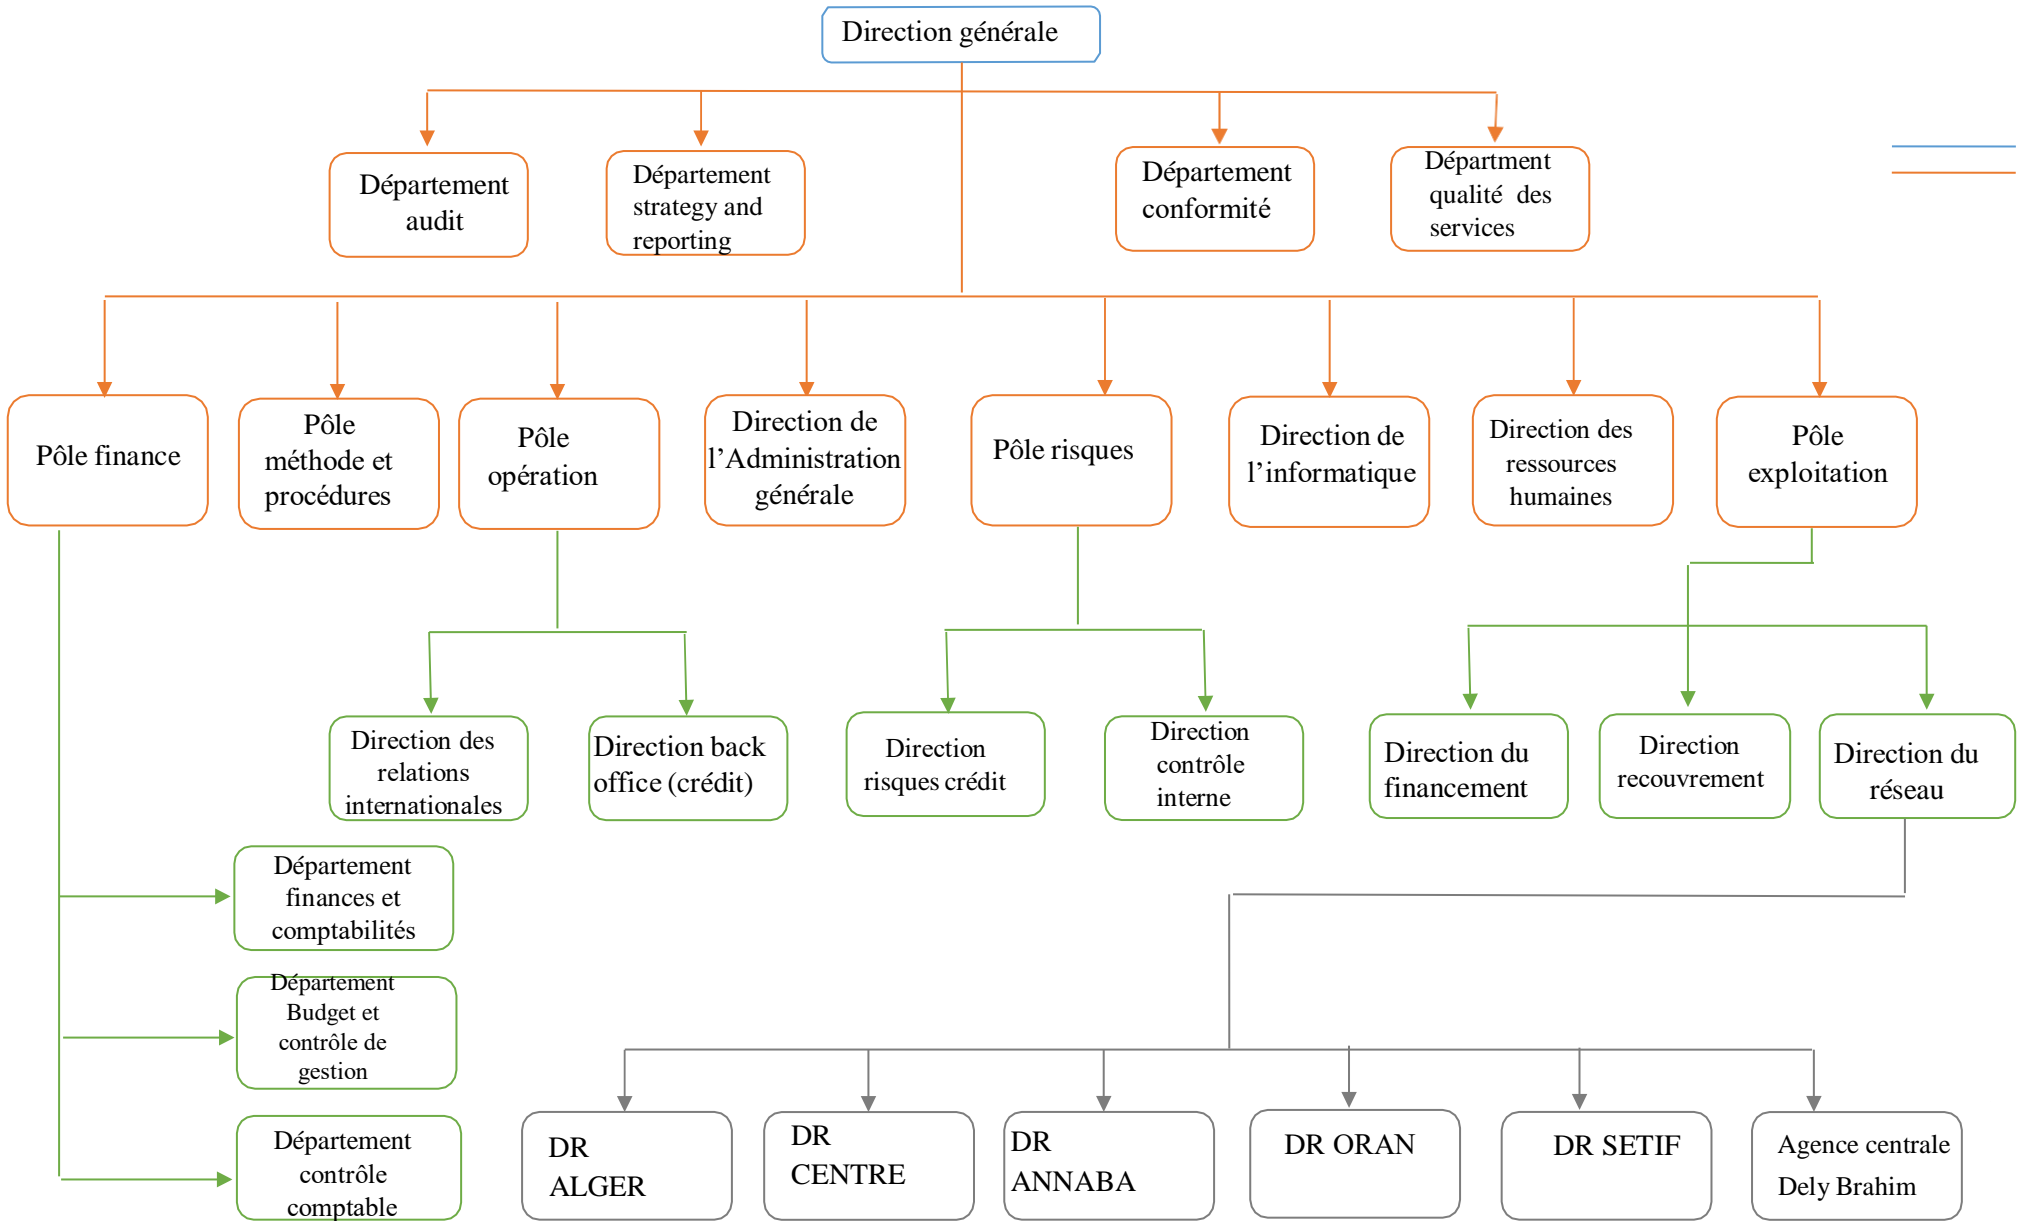 Direction générale
Département
audit
Département
strategy and
reporting
Département
conformité
Départment
qualité des
services
Pôle finance
Pôle
méthode et
procédures
Pôle
opération
Direction de
l’Administration
générale
Pôle risques
Direction de
l’informatique
Direction des
ressources
humaines
Pôle
exploitation
Direction des
relations
internationales
Direction back
office (crédit)
Direction
risques crédit
Direction
contrôle
interne
Direction du
financement
Direction
recouvrement
Direction du
réseau
Département
finances et
comptabilités
Département
Budget et
contrôle de
gestion
Département
contrôle
comptable
DR
ALGER
DR
CENTRE
DR
ANNABA
DR ORAN
DR SETIF
Agence centrale
Dely Brahim